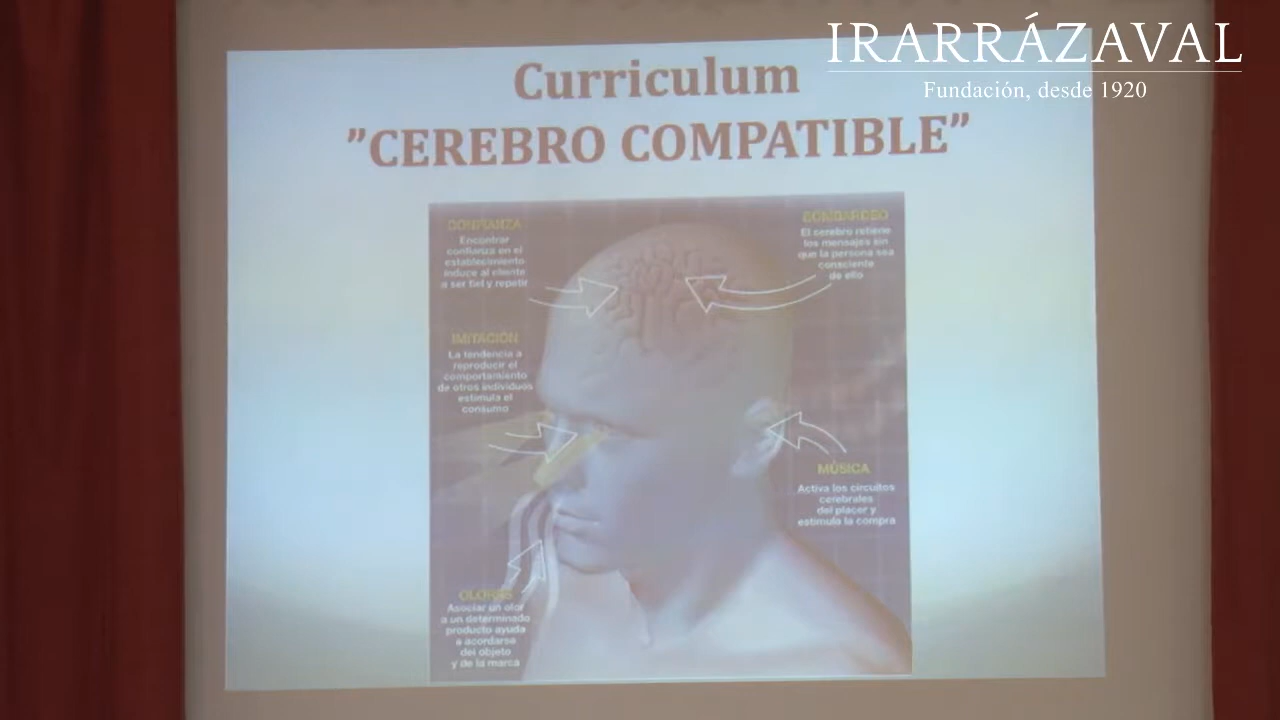 IRARRÁZAVAL
Fundación, desde 1920
Curriculum
”CEREBRO COMPATIBLE”
CONFIANZA
Encontrar
confianza en el
establecimiento
induce al cliente
a ser fiel y repetir
BOMBARDEO
El cerebro retiene
los mensajes sin
que la persona sea
consciente
de ello
IMITACIÓN
La tendencia a
reproducir el
comportamiento
de otros individuos
estimula el
consumo
MÚSICA
Activa los circuitos
cerebrales
del placer y
estimula la compra
OLORES
Asociar un olor
a un determinado
producto ayuda
a acordarse
del objeto
y de la marca